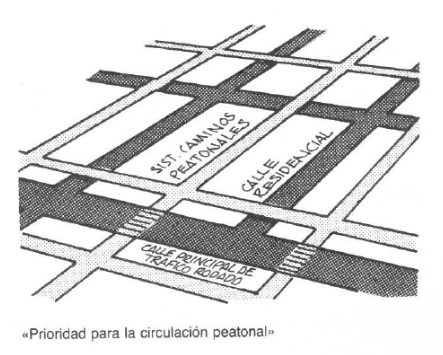 SIST. CAMINOS
PEATONALES
CALLE
RESIDENCIAL
CALLE PRINCIPAL DE
TRAFICO RODADO
«Prioridad para la circulación peatonal»